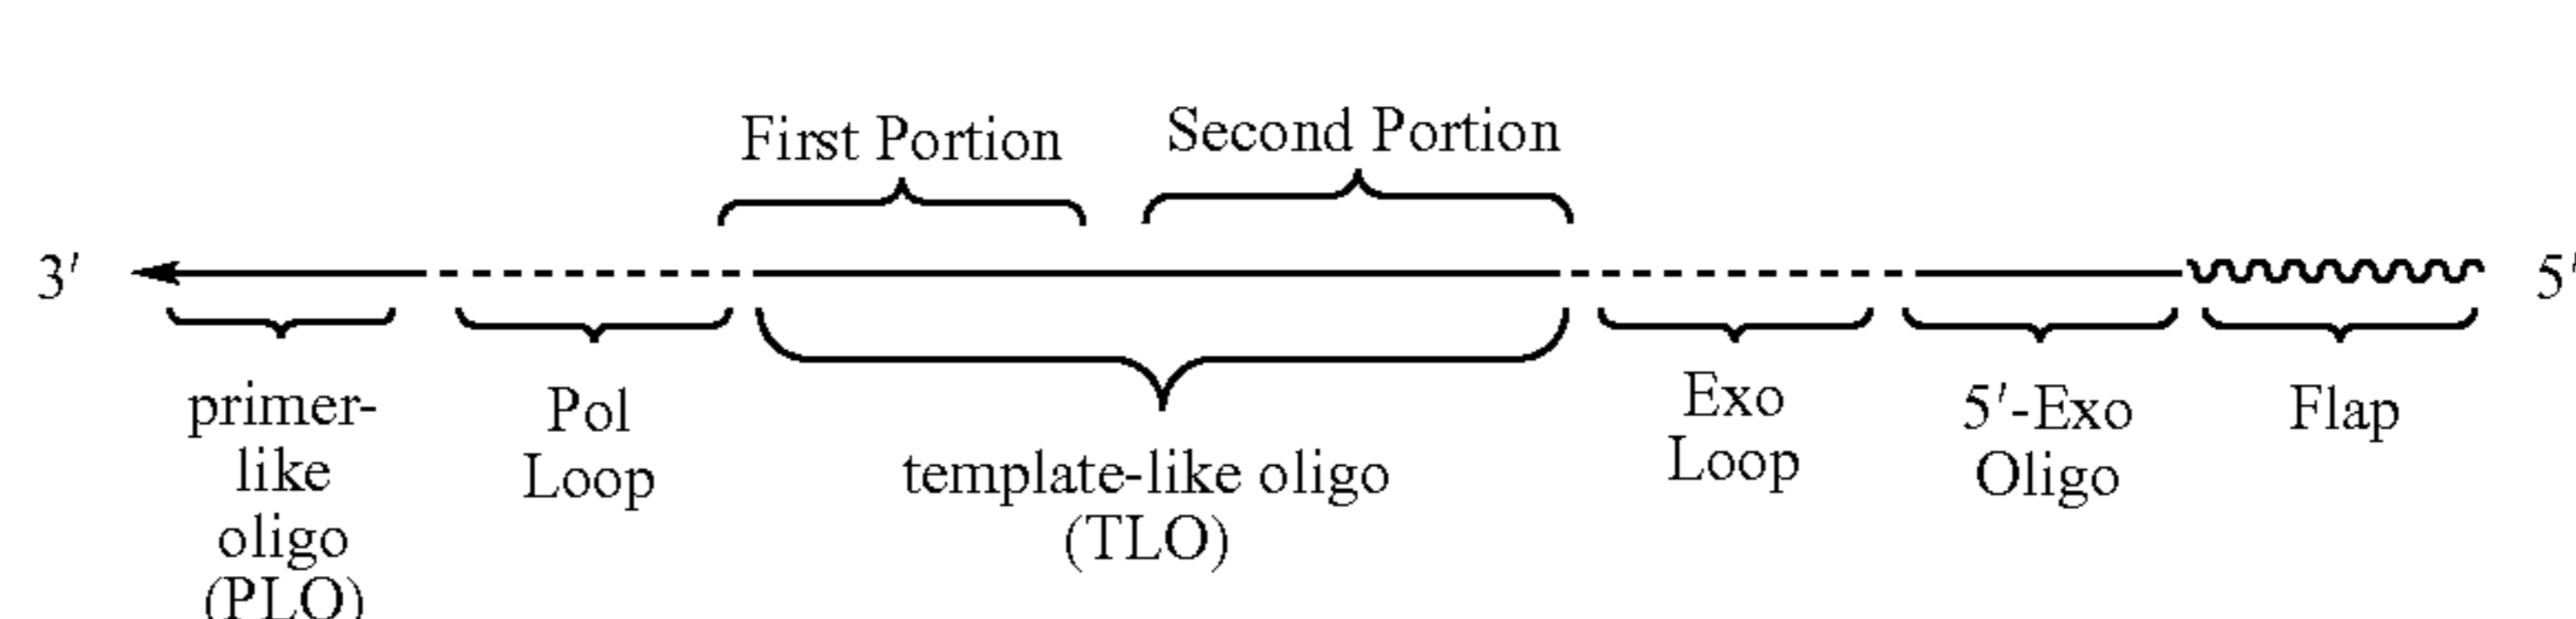 First Portion
Second Portion
3'
5'
primer-
like
oligo
(PLO)
Pol
Loop
template-like oligo
(TLO)
Exo
Loop
5'-Exo
Oligo
Flap